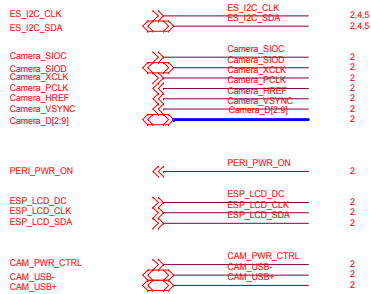 ES_I2C_CLK ES_I2C_CLK 2,4,5
ES_I2C_SDA ES_I2C_SDA 2,4,5
Camera_SIOC Camera_SIOC 2
Camera_SIOD Camera_SIOD 2
Camera_XCLK Camera_XCLK 2
Camera_PCLK Camera_PCLK 2
Camera_HREF Camera_HREF 2
Camera_VSYNC Camera_VSYNC 2
Camera_D[2:9] Camera_D[2:9] 2
PERI_PWR_ON PERI_PWR_ON 2
ESP_LCD_DC ESP_LCD_DC 2
ESP_LCD_CLK ESP_LCD_CLK 2
ESP_LCD_SDA ESP_LCD_SDA 2
CAM_PWR_CTRL CAM_PWR_CTRL 2
CAM_USB- CAM_USB- 2
CAM_USB+ CAM_USB+ 2